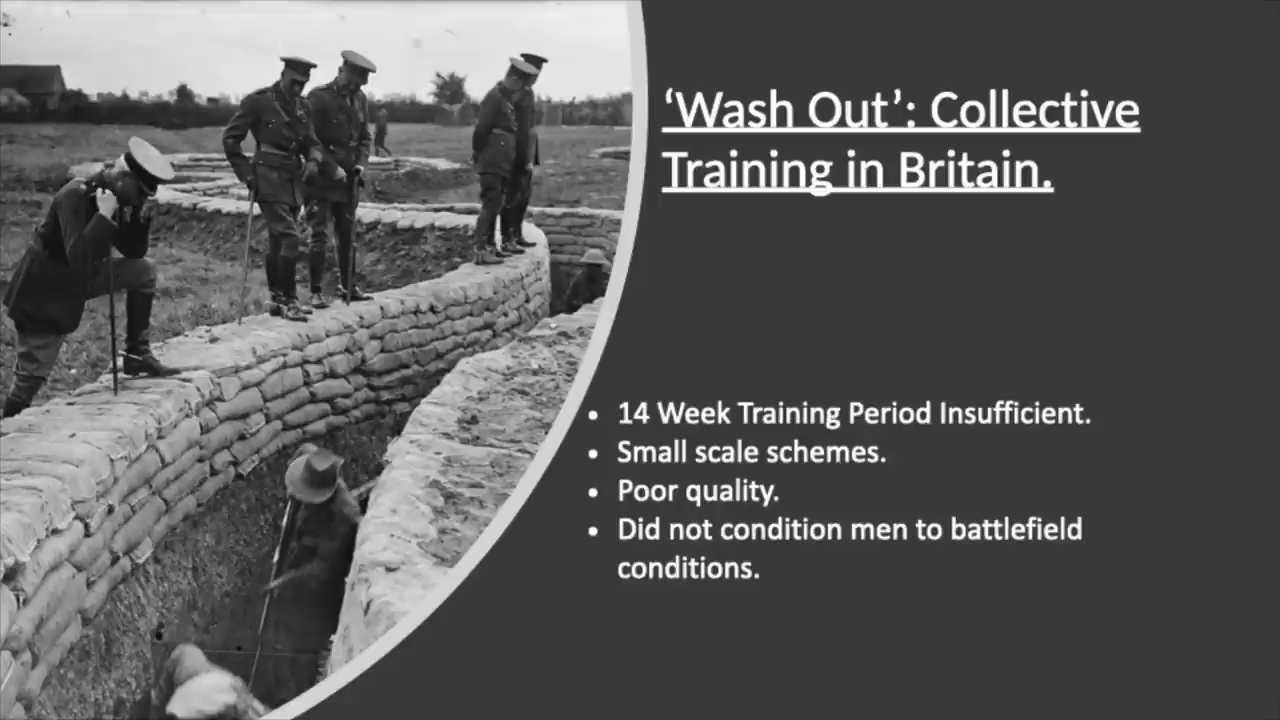 ‘Wash Out’: Collective
Training in Britain.
• 14 Week Training Period Insufficient.
• Small scale schemes.
• Poor quality.
• Did not condition men to battlefield
conditions.